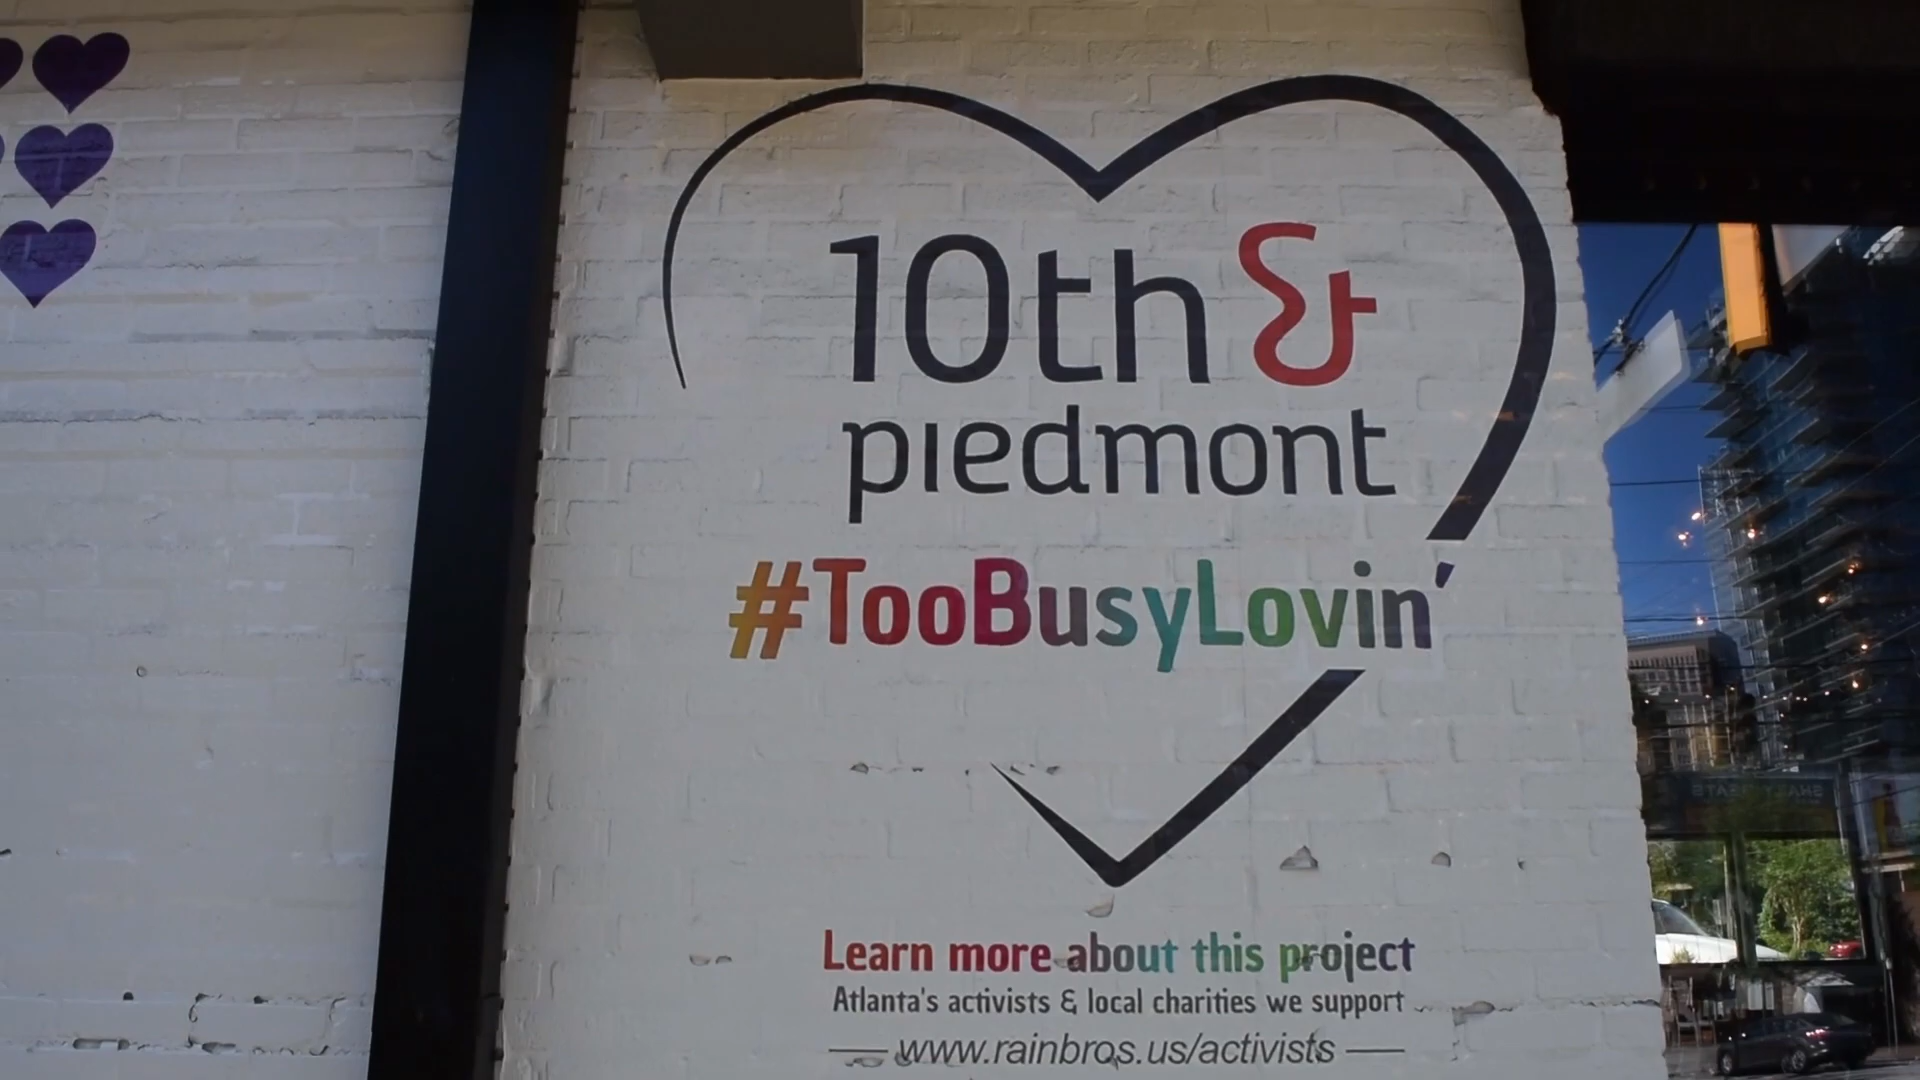 10th &
piedmont
#TooBusyLovin'
Learn more about this project
Atlanta's activists & local charities we support
www.rainbros.us/activists